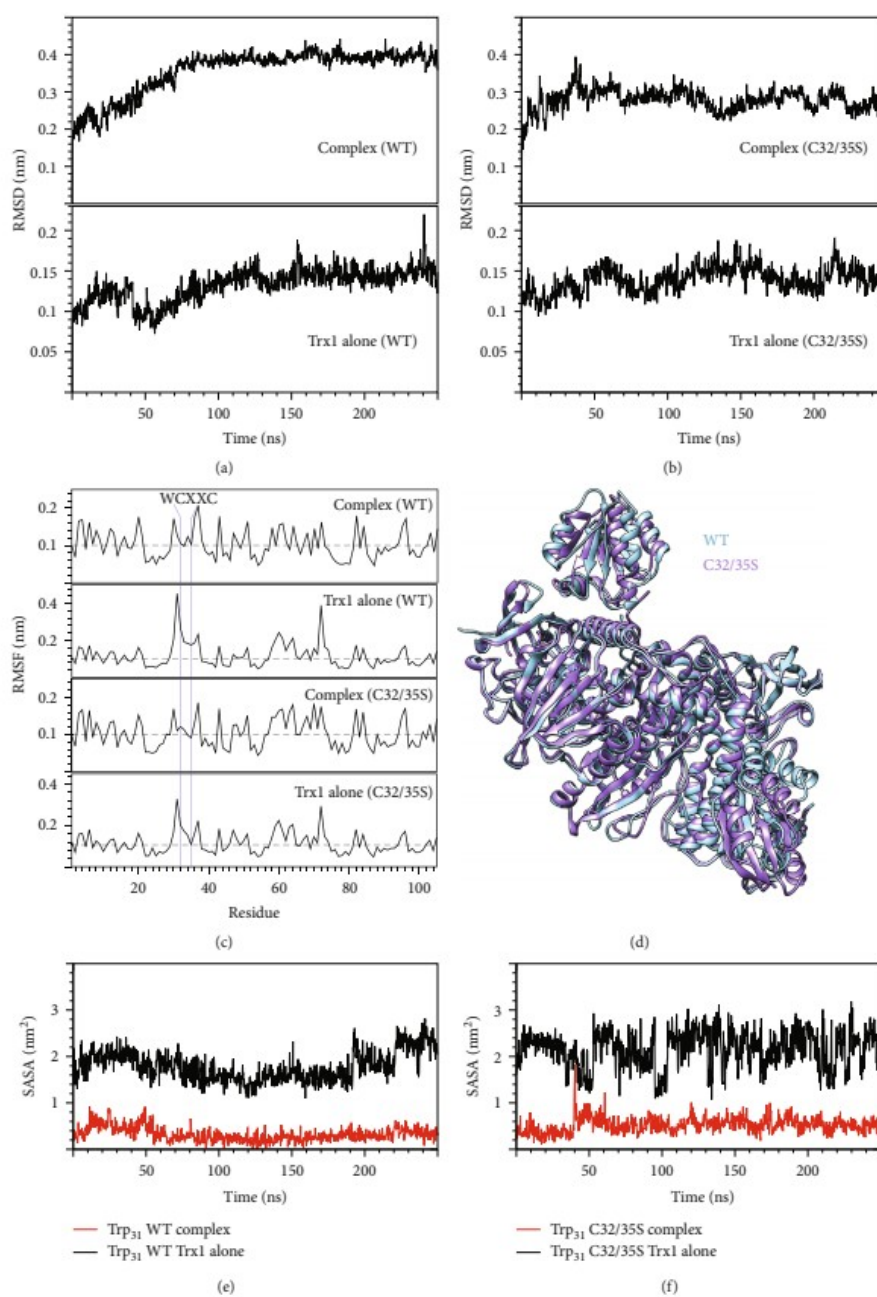 0.4
0.3
0.2
0.1
RMSD (nm)
Complex (WT)
0.2
0.15
0.1
0.05
Trx1 alone (WT)
50 100 150 200
Time (ns)
(a)
0.4
0.3
0.2
0.1
RMSD (nm)
Complex (C32/35S)
0.2
0.15
0.1
0.05
Trx1 alone (C32/35S)
50 100 150 200
Time (ns)
(b)
WCXXC
0.2
0.1
Complex (WT)
0.4
0.2
Trx1 alone (WT)
RMSF (nm)
0.2
0.1
Complex (C32/35S)
0.4
0.2
Trx1 alone (C32/35S)
20 40 60 80 100
Residue
(c)
WT
C32/35S
(d)
3
2
1
SASA (nm²)
50 100 150 200
Time (ns)
Trp₃₁ WT complex
Trp₃₁ WT Trx1 alone
(e)
3
2
1
SASA (nm²)
50 100 150 200
Time (ns)
Trp₃₁ C32/35S complex
Trp₃₁ C32/35S Trx1 alone
(f)